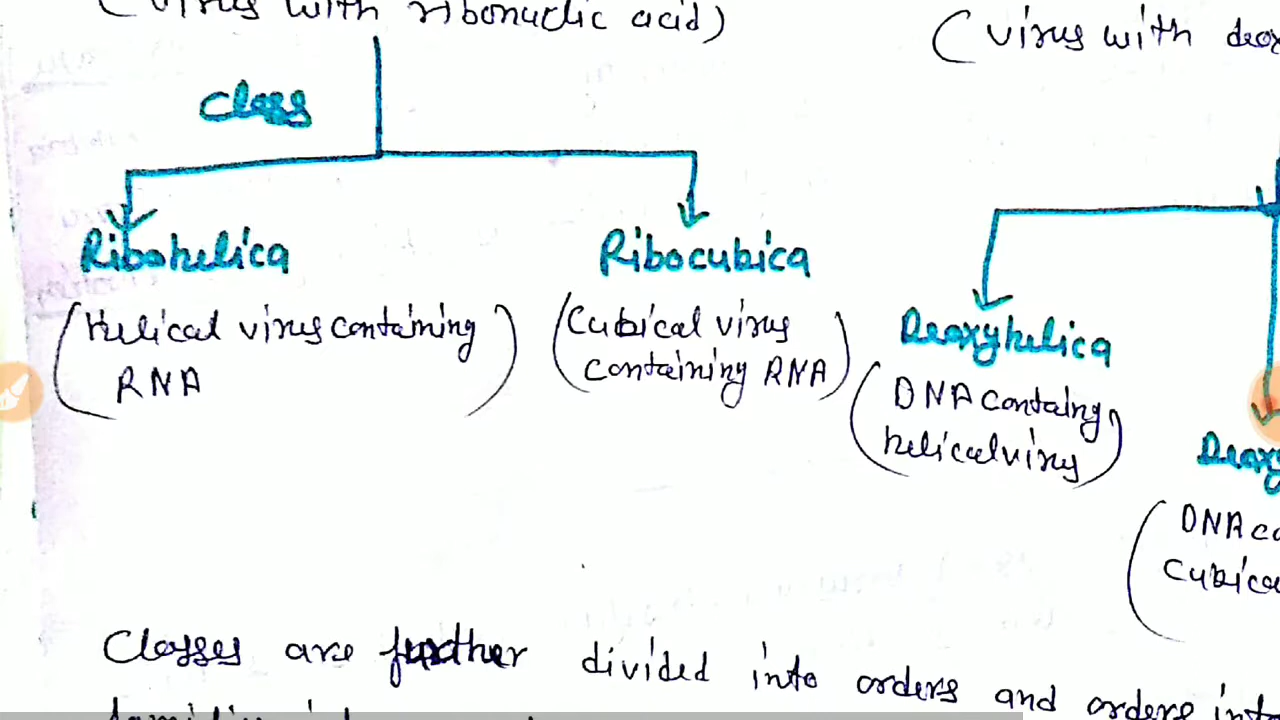 (virus with ribonuclic acid)
(virus with
Class
Ribohelica
(Helical virus containing
RNA)
Ribocubica
(Cubical virus
containing RNA)
Deoxyhelica
(DNA containg
helical virus)
DNA
Classes are further divided into orders and orders into